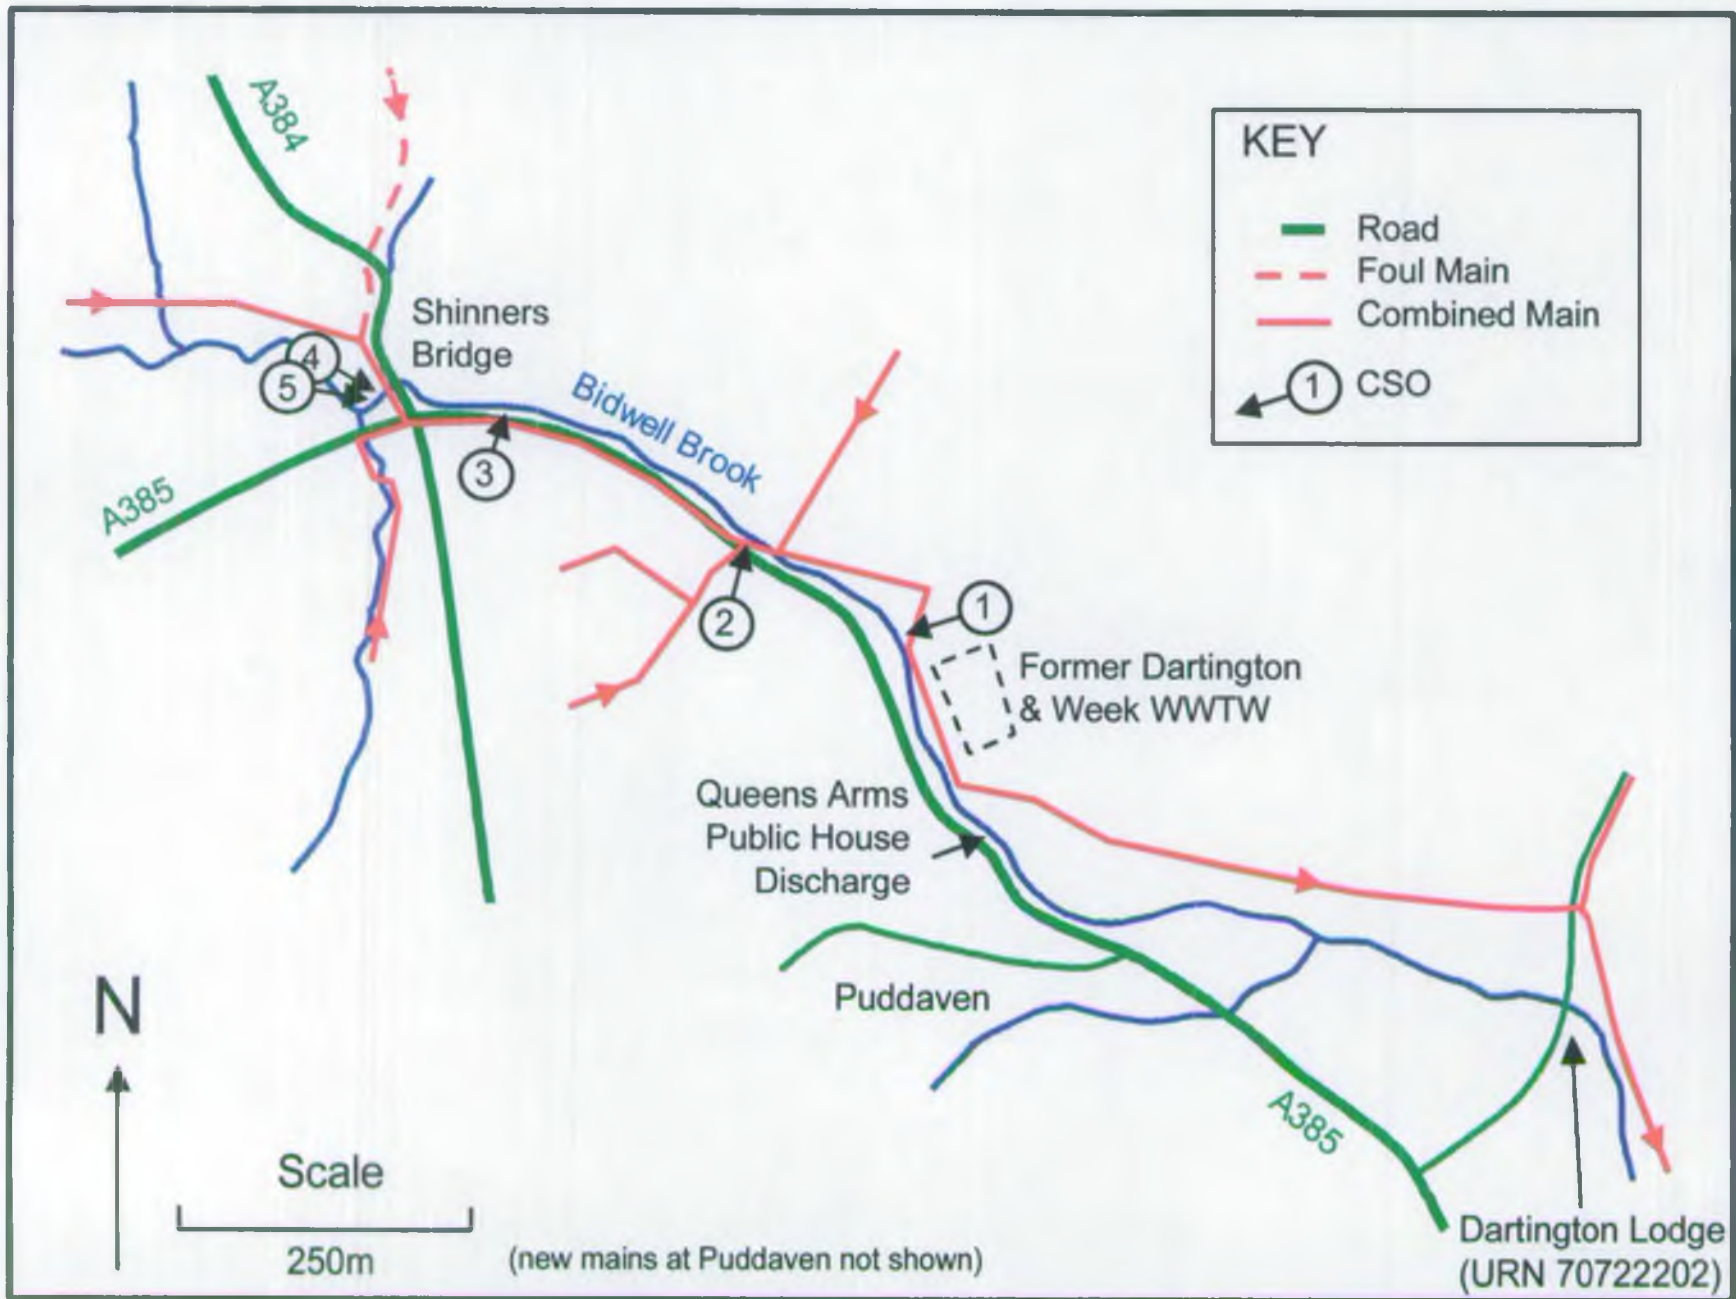 A384
KEY
Road
Foul Main
Combined Main
1 CSO
Shinners
Bridge
4
5
3
Bidwell Brook
A385
2
1
Former Dartington
& Week WWTW
Queens Arms
Public House
Discharge
Puddaven
N
A385
Scale
250m
(new mains at Puddaven not shown)
Dartington Lodge
(URN 70722202)